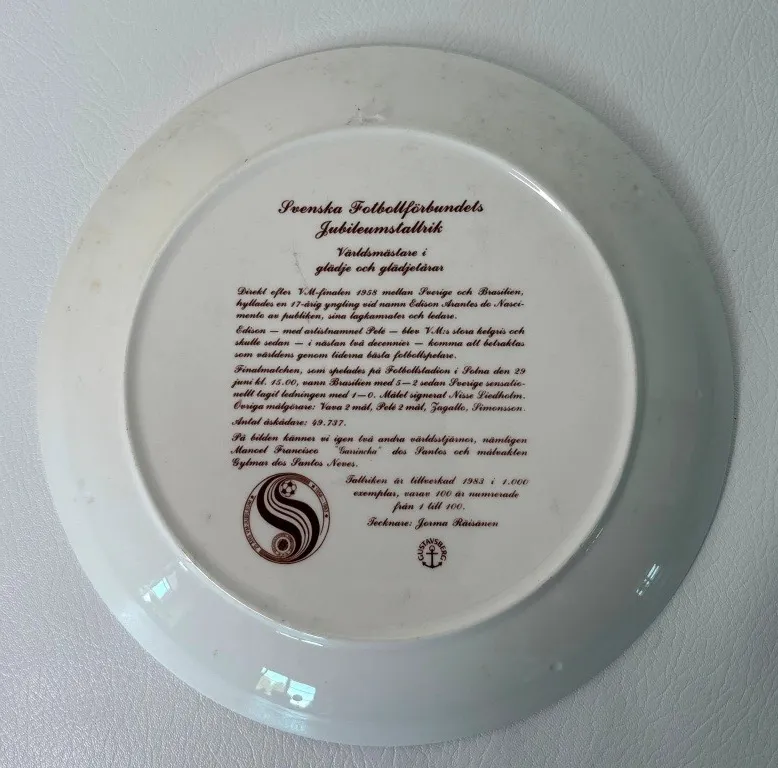 Svenska Fotbollförbundets
Jubileumstallrik
Världsmästare i
glädje och glädjetårar
Direkt efter VM-finalen 1958 mellan Sverige och Brasilien,
hyllades en 17-årig yngling vid namn Edison Arantes do Nasci-
mento av publiken, sina lagkamrater och ledare.
Edison — med artistnamnet Pelé — blev VM:s stora kelgris och
skulle sedan — i nästan två decennier — komma att betraktas
som världens genom tiderna bästa fotbollspelare.
Finalmatchen, som spelades på Fotbollstadion i Solna den 29
juni kl. 15.00, vann Brasilien med 5—2 sedan Sverige sensatio-
nellt tagit ledningen med 1—0. Målet signerat Nisse Liedholm.
Övriga målgörare: Vava 2 mål, Pelé 2 mål, Zagallo, Simonsson.
Antal åskådare: 49.737.
På bilden känner vi igen två andra världsstjärnor, nämligen
Manoel Francisco "Garrincha" dos Santos och målvakten
Gylmar dos Santos Neves.
Tallriken är tillverkad 1983 i 1.000
exemplar, varav 100 är numrerade
från 1 till 100.
Tecknare: Jorma Räisänen
GUSTAVSBERG